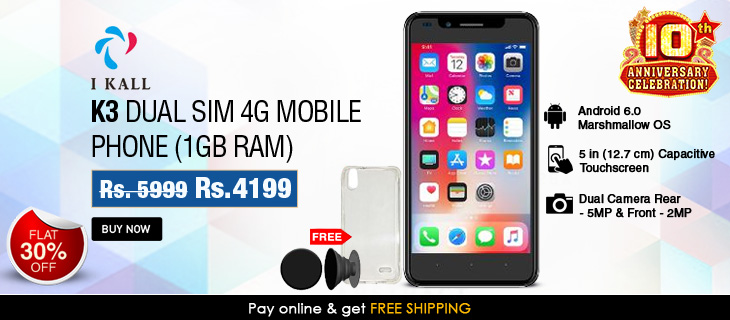 I KALL
K3 DUAL SIM 4G MOBILE
PHONE (1GB RAM)
Rs. 5999 Rs.4199
BUY NOW
FLAT
30%
OFF
FREE
10th
ANNIVERSARY
CELEBRATION!
Android 6.0
Marshmallow OS
5 in (12.7 cm) Capacitive
Touchscreen
Dual Camera Rear
- 5MP & Front - 2MP
Pay online & get FREE SHIPPING